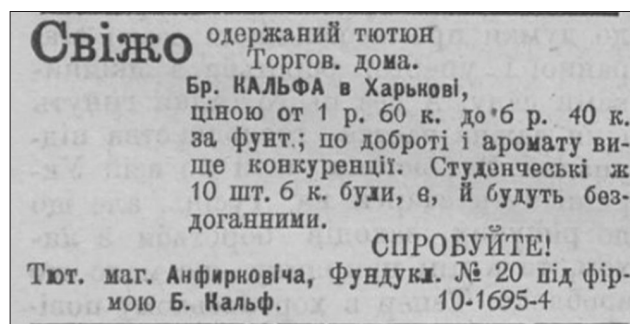 Свіжо одержаний тютюн
Торгов. дома.
Бр. КАЛЬФА в Харькові,
ціною от 1 р. 60 к. до 6 р. 40 к.
за фунт.; по доброті і аромату ви-
ще конкуренції. Студенческі ж
10 шт. 6 к. були, є, й будуть без-
доганними.
СПРОБУЙТЕ!
Тют. маг. Анфирковіча, Фундукл. № 20 під фір-
мою Б. Кальф. 10-1695-4